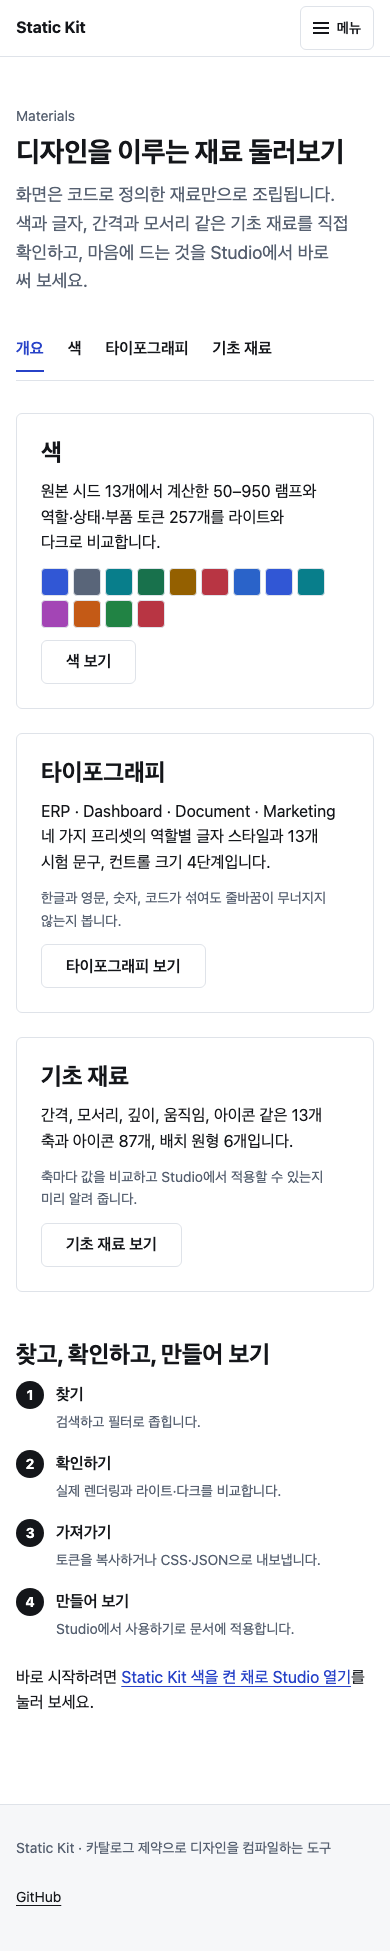 Static Kit
메뉴
Materials
디자인을 이루는 재료 둘러보기
화면은 코드로 정의한 재료만으로 조립됩니다.
색과 글자, 간격과 모서리 같은 기초 재료를 직접
확인하고, 마음에 드는 것을 Studio에서 바로
써 보세요.
개요 색 타이포그래피 기초 재료
색
원본 시드 13개에서 계산한 50–950 램프와
역할·상태·부품 토큰 257개를 라이트와
다크로 비교합니다.
색 보기
타이포그래피
ERP · Dashboard · Document · Marketing
네 가지 프리셋의 역할별 글자 스타일과 13개
시험 문구, 컨트롤 크기 4단계입니다.
한글과 영문, 숫자, 코드가 섞여도 줄바꿈이 무너지지
않는지 봅니다.
타이포그래피 보기
기초 재료
간격, 모서리, 깊이, 움직임, 아이콘 같은 13개
축과 아이콘 87개, 배치 원형 6개입니다.
축마다 값을 비교하고 Studio에서 적용할 수 있는지
미리 알려 줍니다.
기초 재료 보기
찾고, 확인하고, 만들어 보기
1 찾기
검색하고 필터로 좁힙니다.
2 확인하기
실제 렌더링과 라이트·다크를 비교합니다.
3 가져가기
토큰을 복사하거나 CSS·JSON으로 내보냅니다.
4 만들어 보기
Studio에서 사용하기로 문서에 적용합니다.
바로 시작하려면 Static Kit 색을 켠 채로 Studio 열기를
눌러 보세요.
Static Kit · 카탈로그 제약으로 디자인을 컴파일하는 도구
GitHub